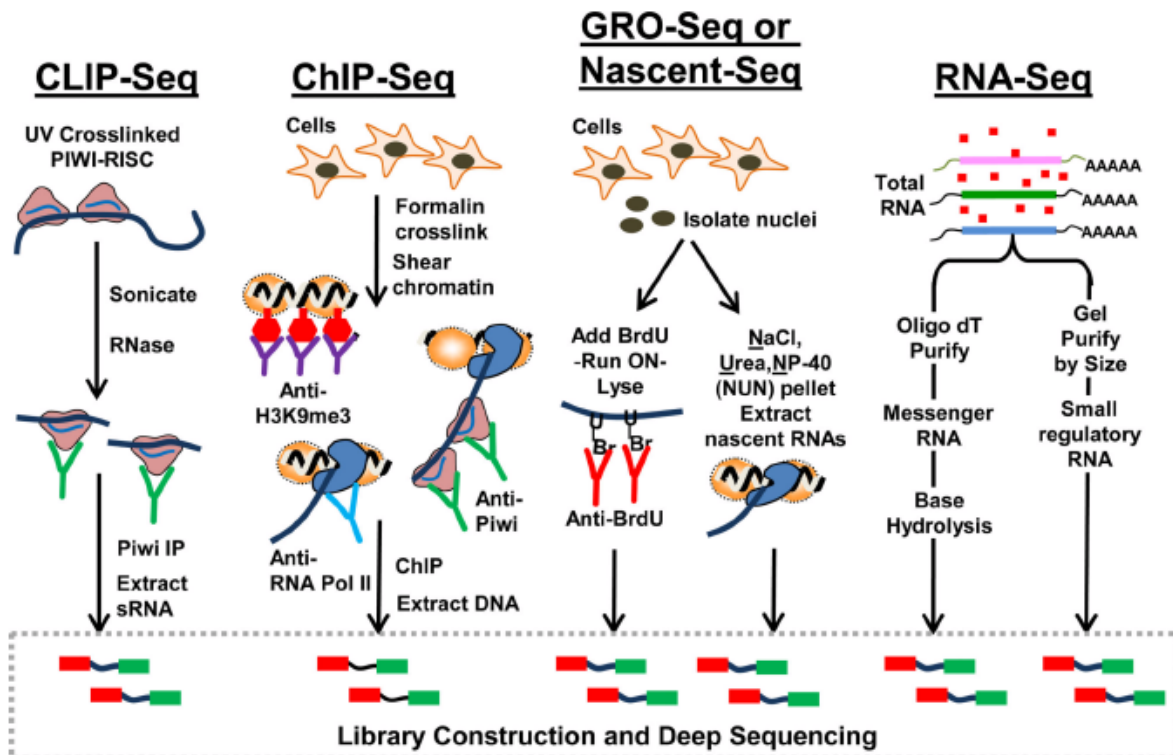 CLIP-Seq
UV Crosslinked
PIWI-RISC
Sonicate
RNase
Piwi IP
Extract
sRNA
ChIP-Seq
Cells
Formalin
crosslink
Shear
chromatin
Anti-
H3K9me3
Anti-
Piwi
Anti-
RNA Pol II
ChIP
Extract DNA
GRO-Seq or
Nascent-Seq
Cells
Isolate nuclei
Add BrdU
-Run ON-
Lyse
U
U
Br
Br
Anti-BrdU
NaCl,
Urea,NP-40
(NUN) pellet
Extract
nascent RNAs
RNA-Seq
Total
RNA
AAAAA
AAAAA
AAAAA
Oligo dT
Purify
Messenger
RNA
Base
Hydrolysis
Gel
Purify
by Size
Small
regulatory
RNA
Library Construction and Deep Sequencing